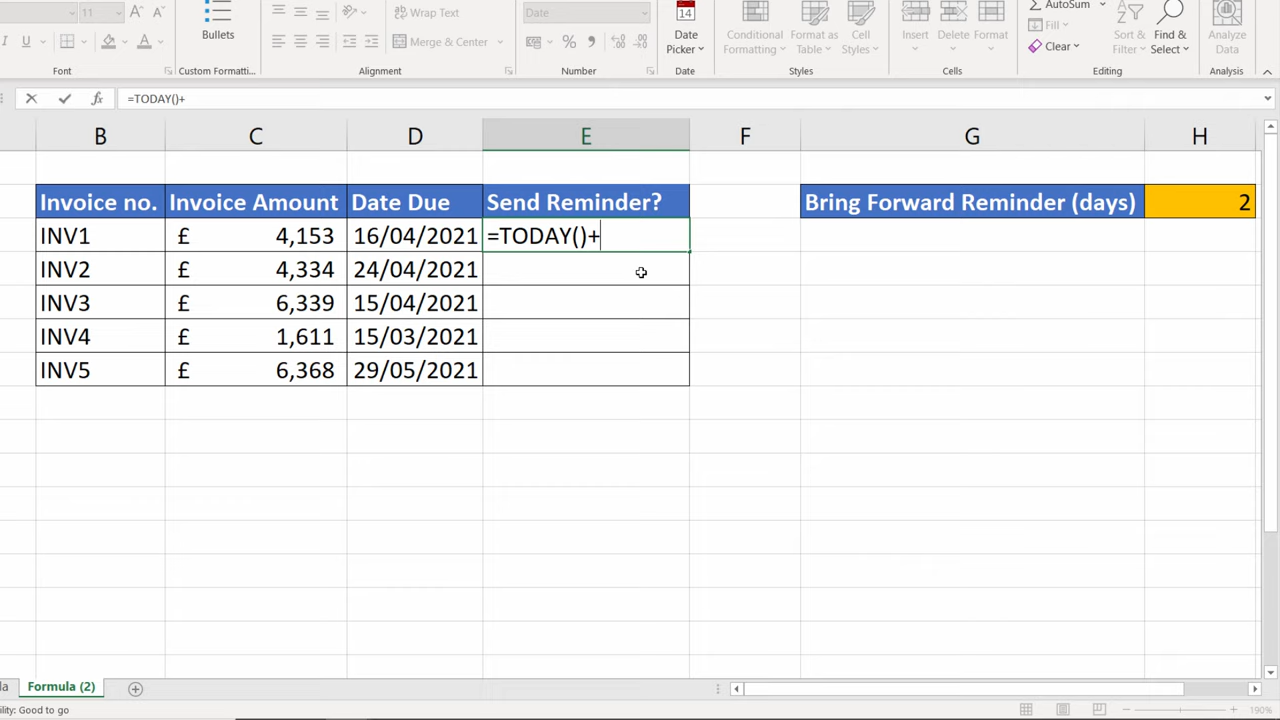 11
Date
AutoSum
I U
Wrap Text
Fill
Bullets
Merge & Center
%
14
Date
Picker
Conditional
Formatting
Format as
Table
Cell
Styles
Insert
Delete
Format
Clear
Sort &
Filter
Find &
Select
Analyze
Data
Font
Custom Formatti...
Alignment
Number
Date
Styles
Cells
Editing
Analysis
fx =TODAY()+
B C D E F G H
Invoice no. Invoice Amount Date Due Send Reminder? Bring Forward Reminder (days) 2
INV1 £ 4,153 16/04/2021 =TODAY()+
INV2 £ 4,334 24/04/2021
INV3 £ 6,339 15/04/2021
INV4 £ 1,611 15/03/2021
INV5 £ 6,368 29/05/2021
la Formula (2)
ility: Good to go 190%